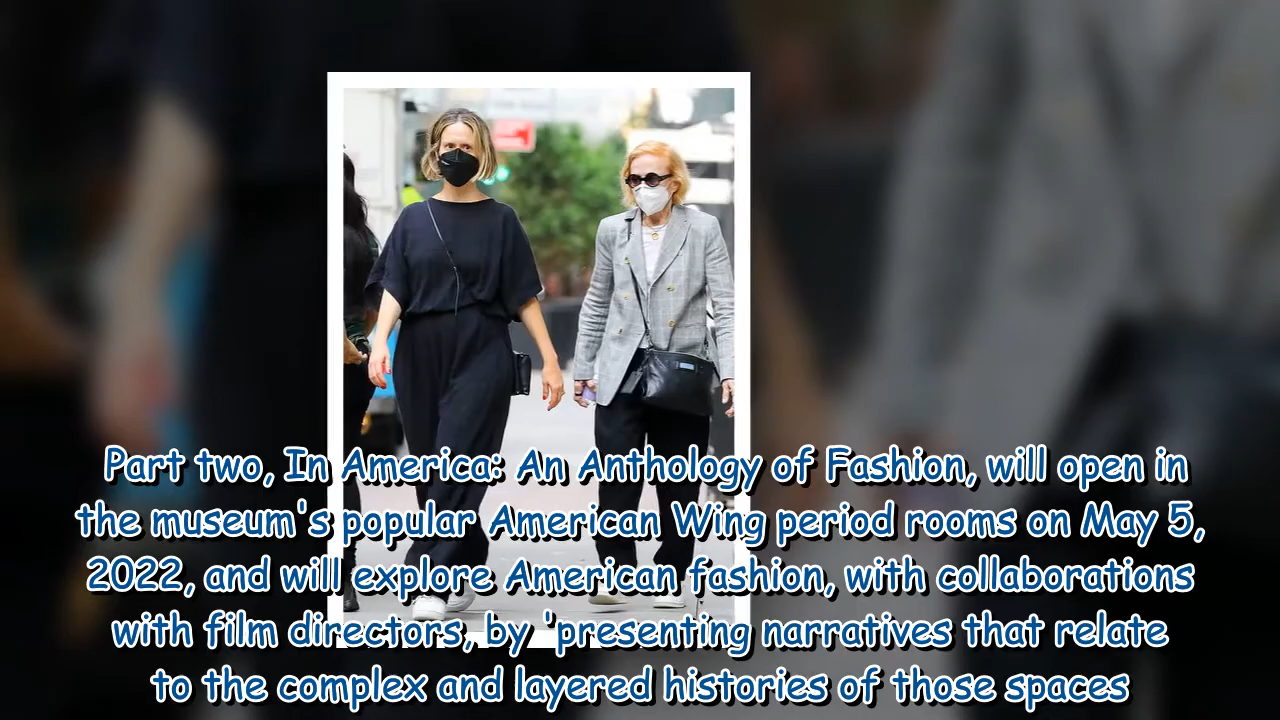 Part two, In America: An Anthology of Fashion, will open in
the museum's popular American Wing period rooms on May 5,
2022, and will explore American fashion, with collaborations
with film directors, by 'presenting narratives that relate
to the complex and layered histories of those spaces